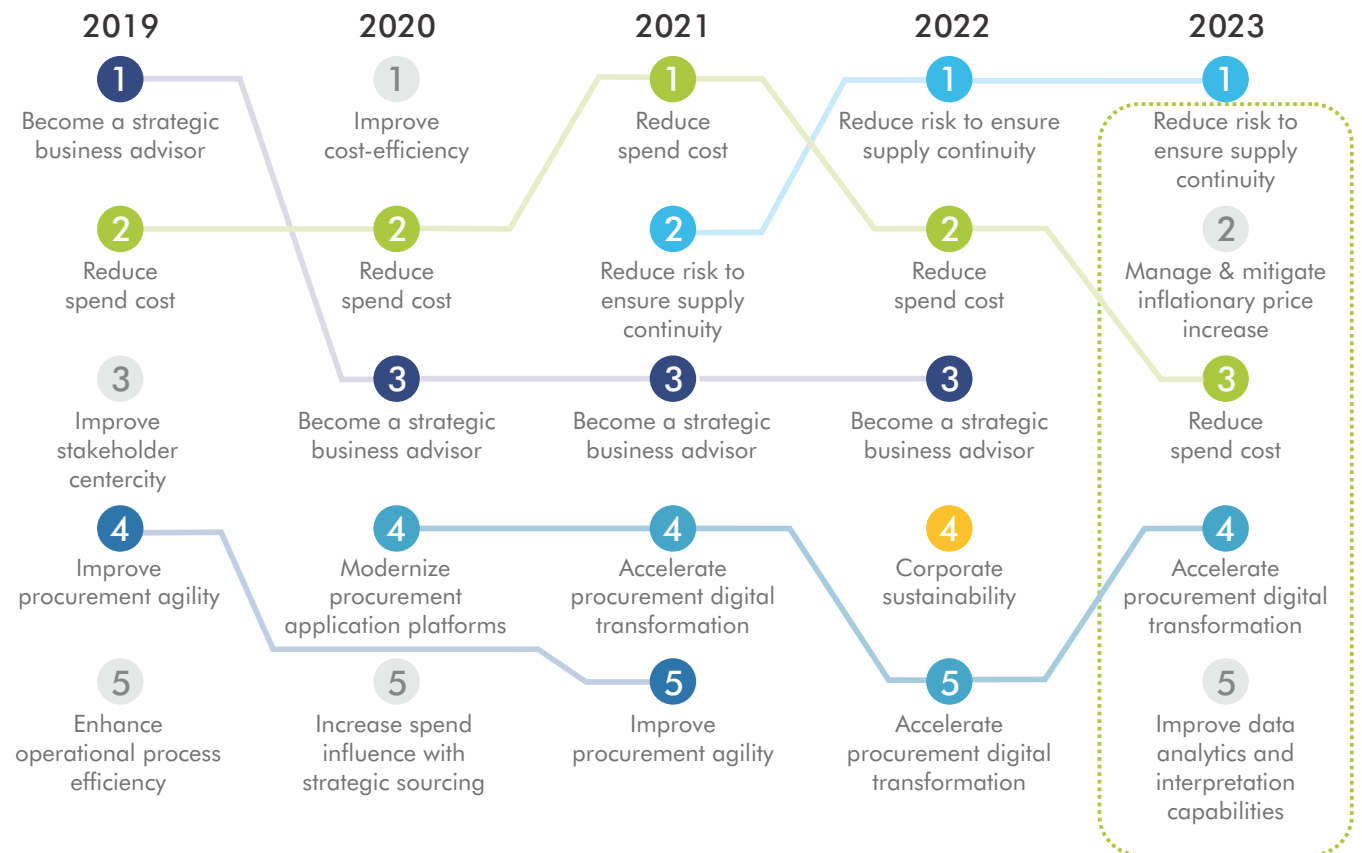 2019
1
Become a strategic
business advisor
2
Reduce
spend cost
3
Improve
stakeholder
centercity
4
Improve
procurement agility
5
Enhance
operational process
efficiency
2020
1
Improve
cost-efficiency
2
Reduce
spend cost
3
Become a strategic
business advisor
4
Modernize
procurement
application platforms
5
Increase spend
influence with
strategic sourcing
2021
1
Reduce
spend cost
2
Reduce risk to
ensure supply
continuity
3
Become a strategic
business advisor
4
Accelerate
procurement digital
transformation
5
Improve
procurement agility
2022
1
Reduce risk to ensure
supply continuity
2
Reduce
spend cost
3
Become a strategic
business advisor
4
Corporate
sustainability
5
Accelerate
procurement digital
transformation
2023
1
Reduce risk to
ensure supply
continuity
2
Manage & mitigate
inflationary price
increase
3
Reduce
spend cost
4
Accelerate
procurement digital
transformation
5
Improve data
analytics and
interpretation
capabilities